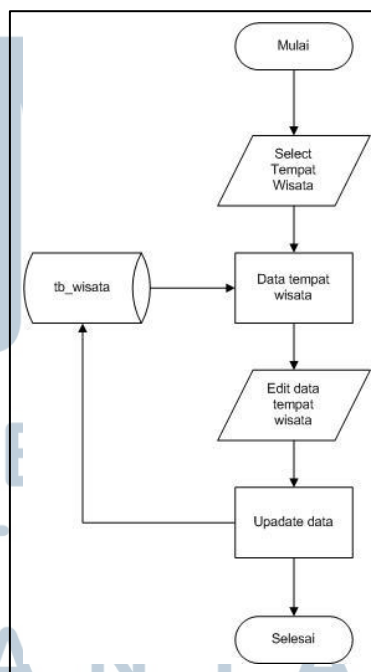 Mulai
Select
Tempat
Wisata
tb_wisata
Data tempat
wisata
Edit data
tempat
wisata
Upadate data
Selesai